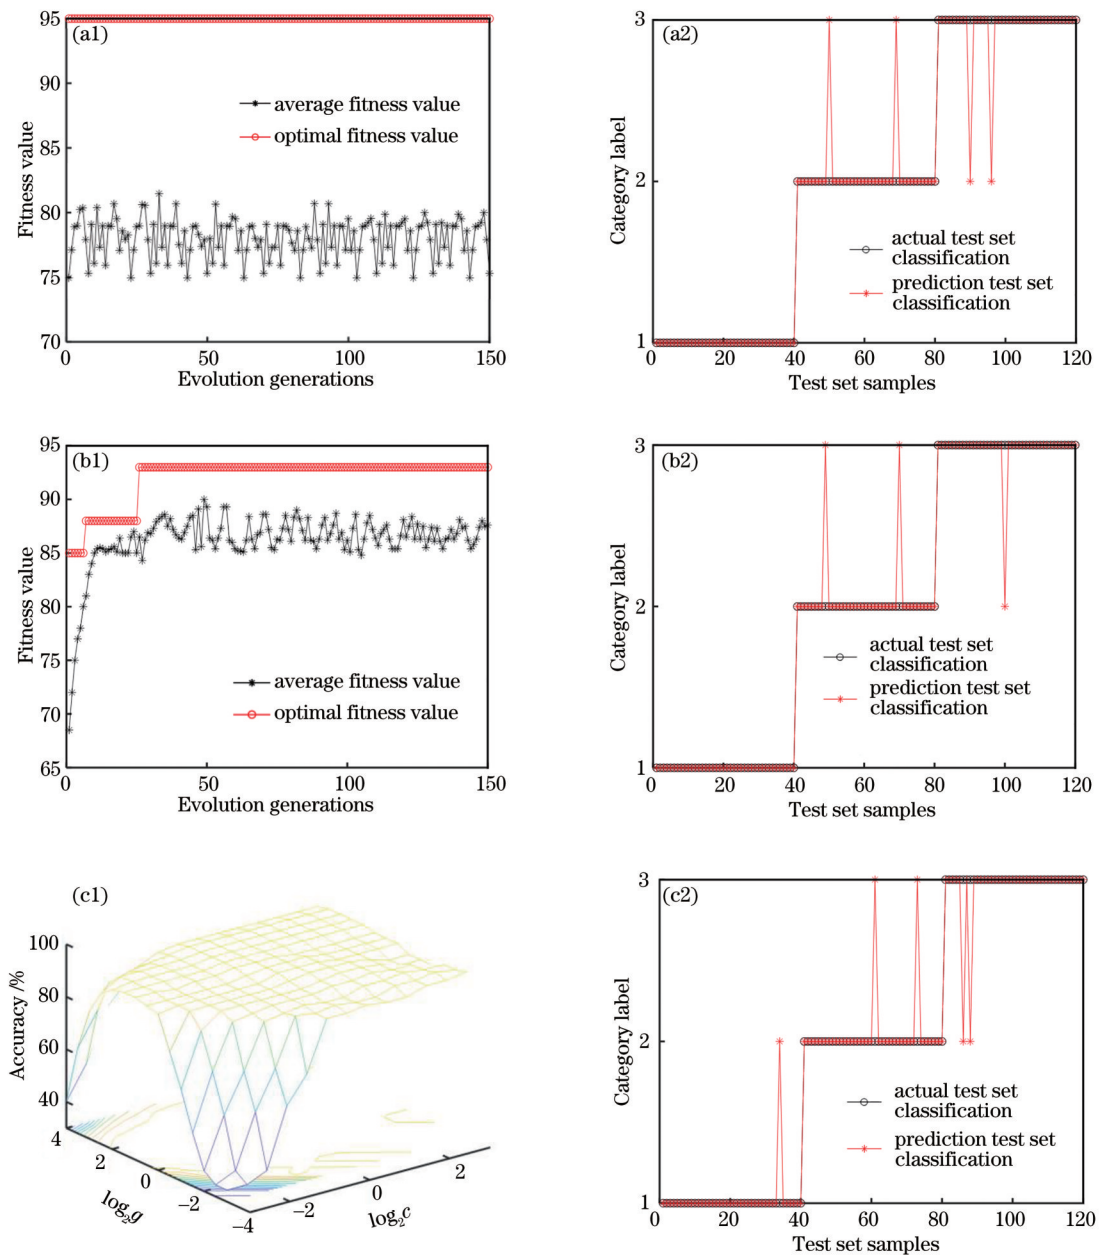 (a1)
95
90
85
80
75
70
Fitness value
average fitness value
optimal fitness value
0
50
100
150
Evolution generations
(a2)
3
2
1
Category label
actual test set
classification
prediction test set
classification
0
20
40
60
80
100
120
Test set samples
(b1)
95
90
85
80
75
70
65
Fitness value
average fitness value
optimal fitness value
0
50
100
150
Evolution generations
(b2)
3
2
1
Category label
actual test set
classification
prediction test set
classification
0
20
40
60
80
100
120
Test set samples
(c1)
100
80
60
40
Accuracy /%
4
2
0
−2
−4
log₂g
−2
0
2
log₂c
(c2)
3
2
1
Category label
actual test set
classification
prediction test set
classification
0
20
40
60
80
100
120
Test set samples